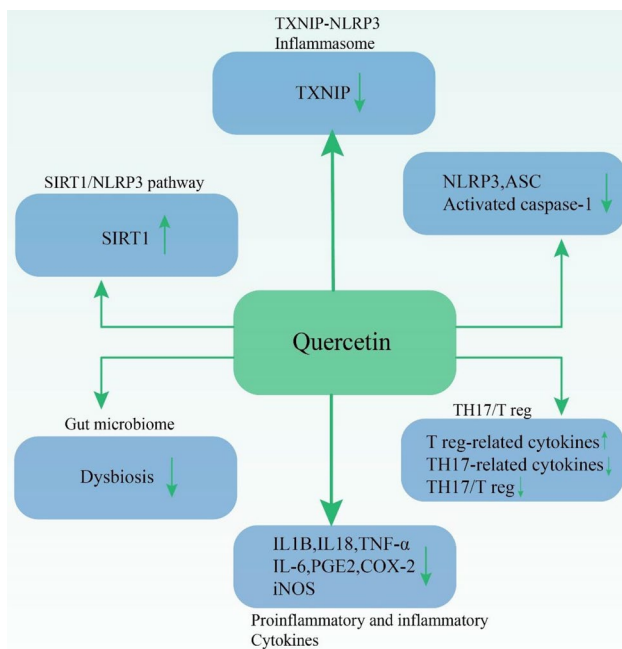 TXNIP-NLRP3
Inflammasome
TXNIP
SIRT1/NLRP3 pathway
SIRT1
NLRP3,ASC
Activated caspase-1
Quercetin
Gut microbiome
Dysbiosis
TH17/T reg
T reg-related cytokines
TH17-related cytokines
TH17/T reg
IL1B,IL18,TNF-α
IL-6,PGE2,COX-2
iNOS
Proinflammatory and inflammatory
Cytokines